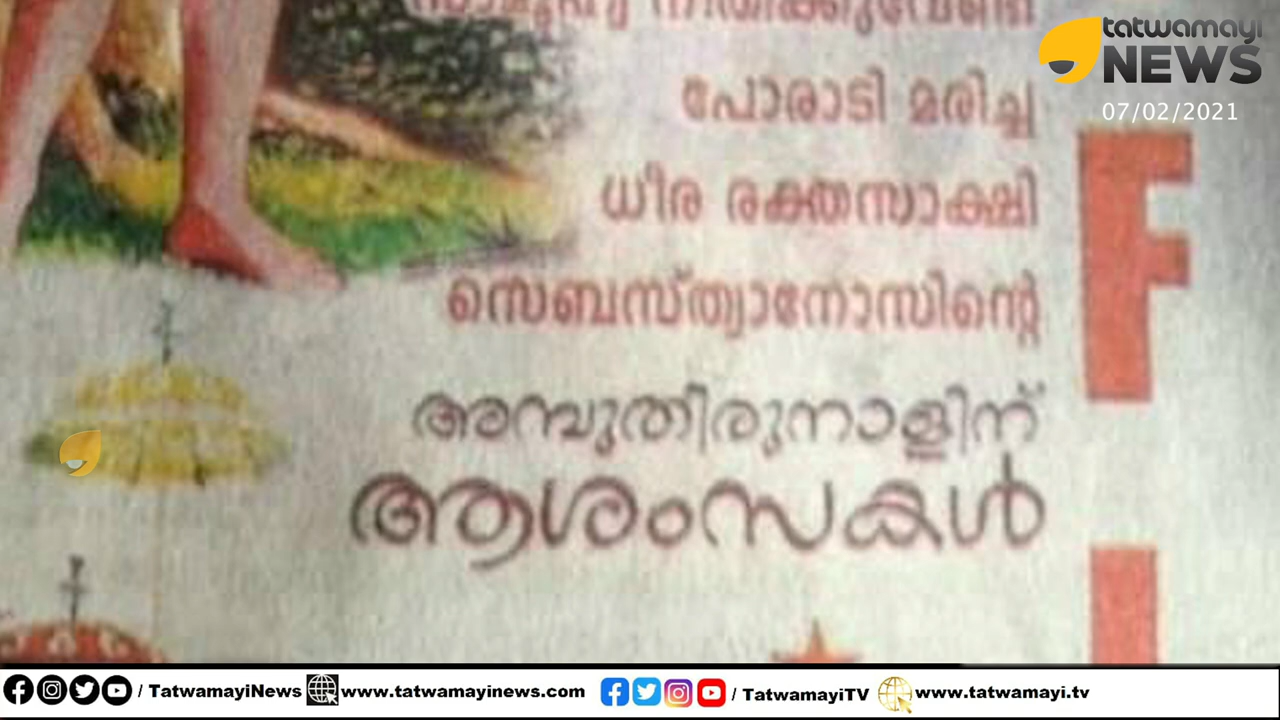 tatwamayi
NEWS
07/02/2021
പോരാടി മരിച്ച
ധീര രക്തസാക്ഷി
സെബസ്ത്യാനോസിന്റെ
അമ്പുതിരുനാളിന്
ആശംസകൾ
F
/ TatwamayiNews www.tatwamayinews.com / TatwamayiTV www.tatwamayi.tv